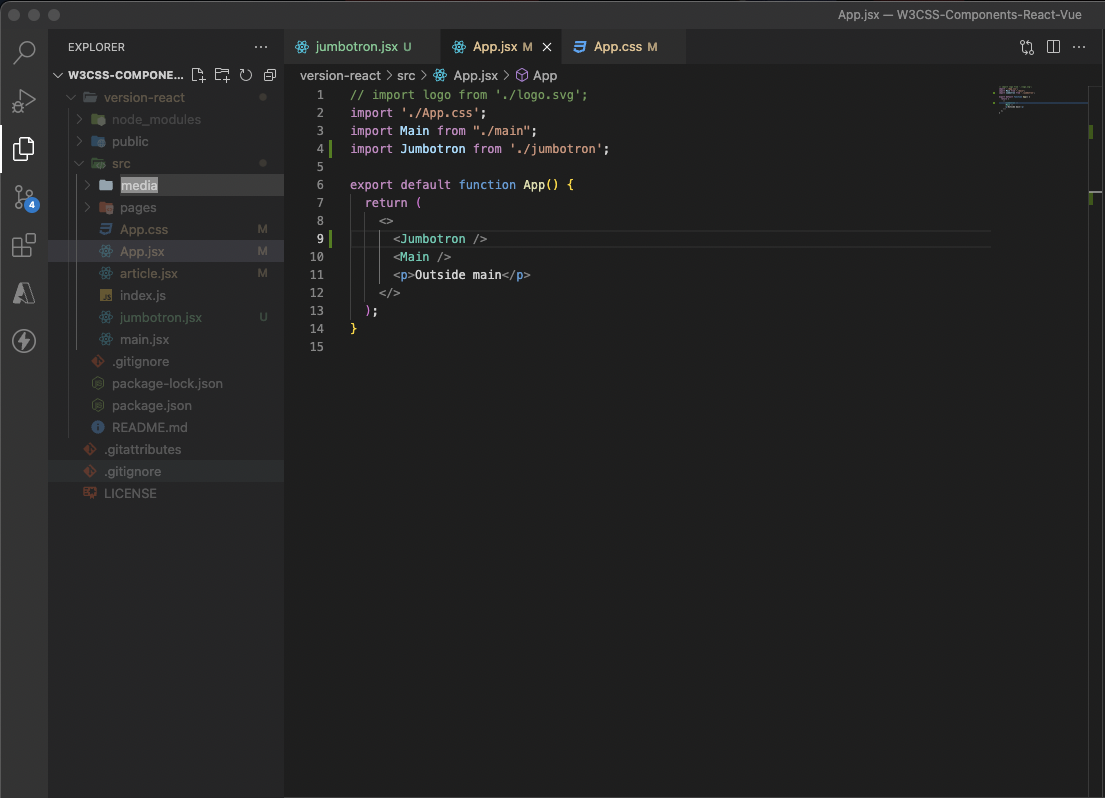 App.jsx — W3CSS-Components-React-Vue
EXPLORER
W3CSS-COMPONE...
version-react
node_modules
public
src
media
pages
App.css M
App.jsx M
article.jsx M
JS index.js
jumbotron.jsx U
main.jsx
.gitignore
package-lock.json
package.json
README.md
.gitattributes
.gitignore
LICENSE
4
jumbotron.jsx U
App.jsx M
App.css M
version-react > src > App.jsx > App
1 // import logo from './logo.svg';
2 import './App.css';
3 import Main from "./main";
4 import Jumbotron from './jumbotron';
5
6 export default function App() {
7 return (
8 <>
9 <Jumbotron />
10 <Main />
11 <p>Outside main</p>
12 </>
13 );
14 }
15